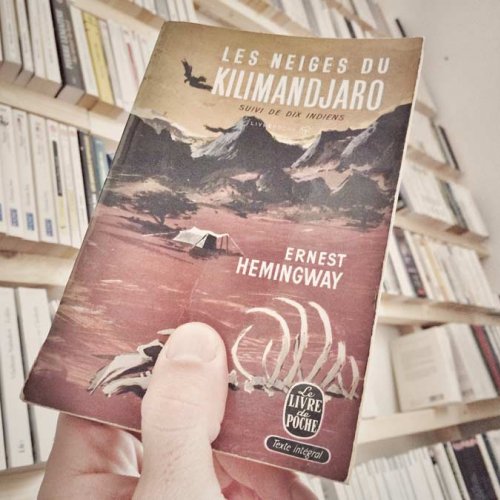 LES NEIGES DU
KILIMANDJARO
SUIVI DE DIX INDIENS
ERNEST
HEMINGWAY
Le
LIVRE
de
POCHE
Texte intégral